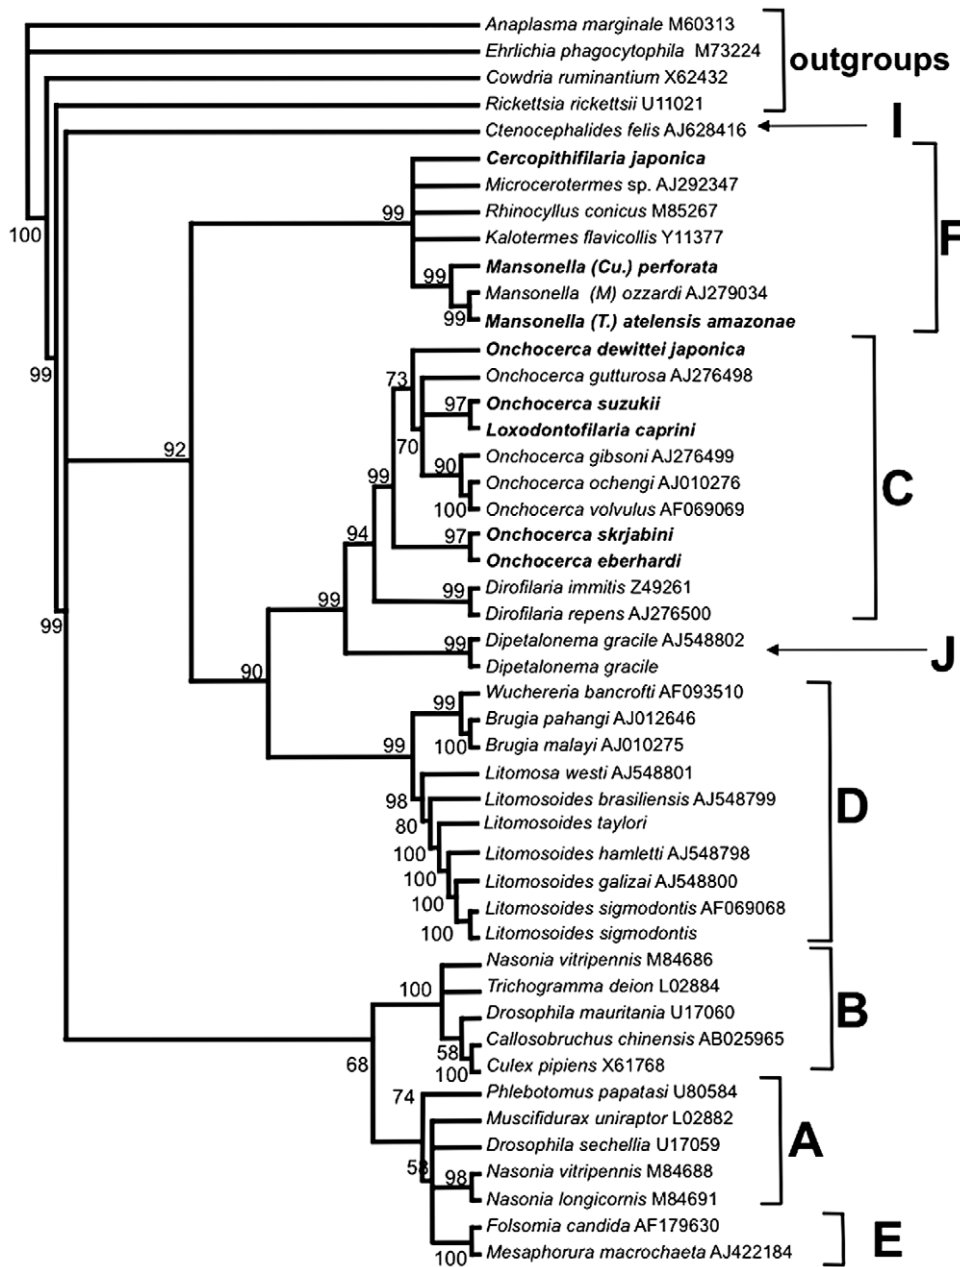 Anaplasma marginale M60313
Ehrlichia phagocytophila M73224
outgroups
Cowdria ruminantium X62432
Rickettsia rickettsii U11021
Ctenocephalides felis AJ628416
I
Cercopithifilaria japonica
Microcerotermes sp. AJ292347
99
Rhinocyllus conicus M85267
100
Kalotermes flavicollis Y11377
F
Mansonella (Cu.) perforata
99
Mansonella (M) ozzardi AJ279034
99
Mansonella (T.) atelensis amazonae
Onchocerca dewittei japonica
99
73
Onchocerca gutturosa AJ276498
97
Onchocerca suzukii
Loxodontofilaria caprini
92
70
Onchocerca gibsoni AJ276499
90
99
Onchocerca ochengi AJ010276
C
100
Onchocerca volvulus AF069069
94
97
Onchocerca skrjabini
Onchocerca eberhardi
99
99
Dirofilaria immitis Z49261
Dirofilaria repens AJ276500
99
99
Dipetalonema gracile AJ548802
J
90
Dipetalonema gracile
Wuchereria bancrofti AF093510
99
Brugia pahangi AJ012646
99
100
Brugia malayi AJ010275
Litomosa westi AJ548801
98
Litomosoides brasiliensis AJ548799
D
80
Litomosoides taylori
100
Litomosoides hamletti AJ548798
100
Litomosoides galizai AJ548800
100
Litomosoides sigmodontis AF069068
100
Litomosoides sigmodontis
Nasonia vitripennis M84686
100
Trichogramma deion L02884
Drosophila mauritania U17060
B
58
Callosobruchus chinensis AB025965
68
100
Culex pipiens X61768
74
Phlebotomus papatasi U80584
Muscifidurax uniraptor L02882
A
Drosophila sechellia U17059
58
98
Nasonia vitripennis M84688
Nasonia longicornis M84691
Folsomia candida AF179630
E
100
Mesaphorura macrochaeta AJ422184